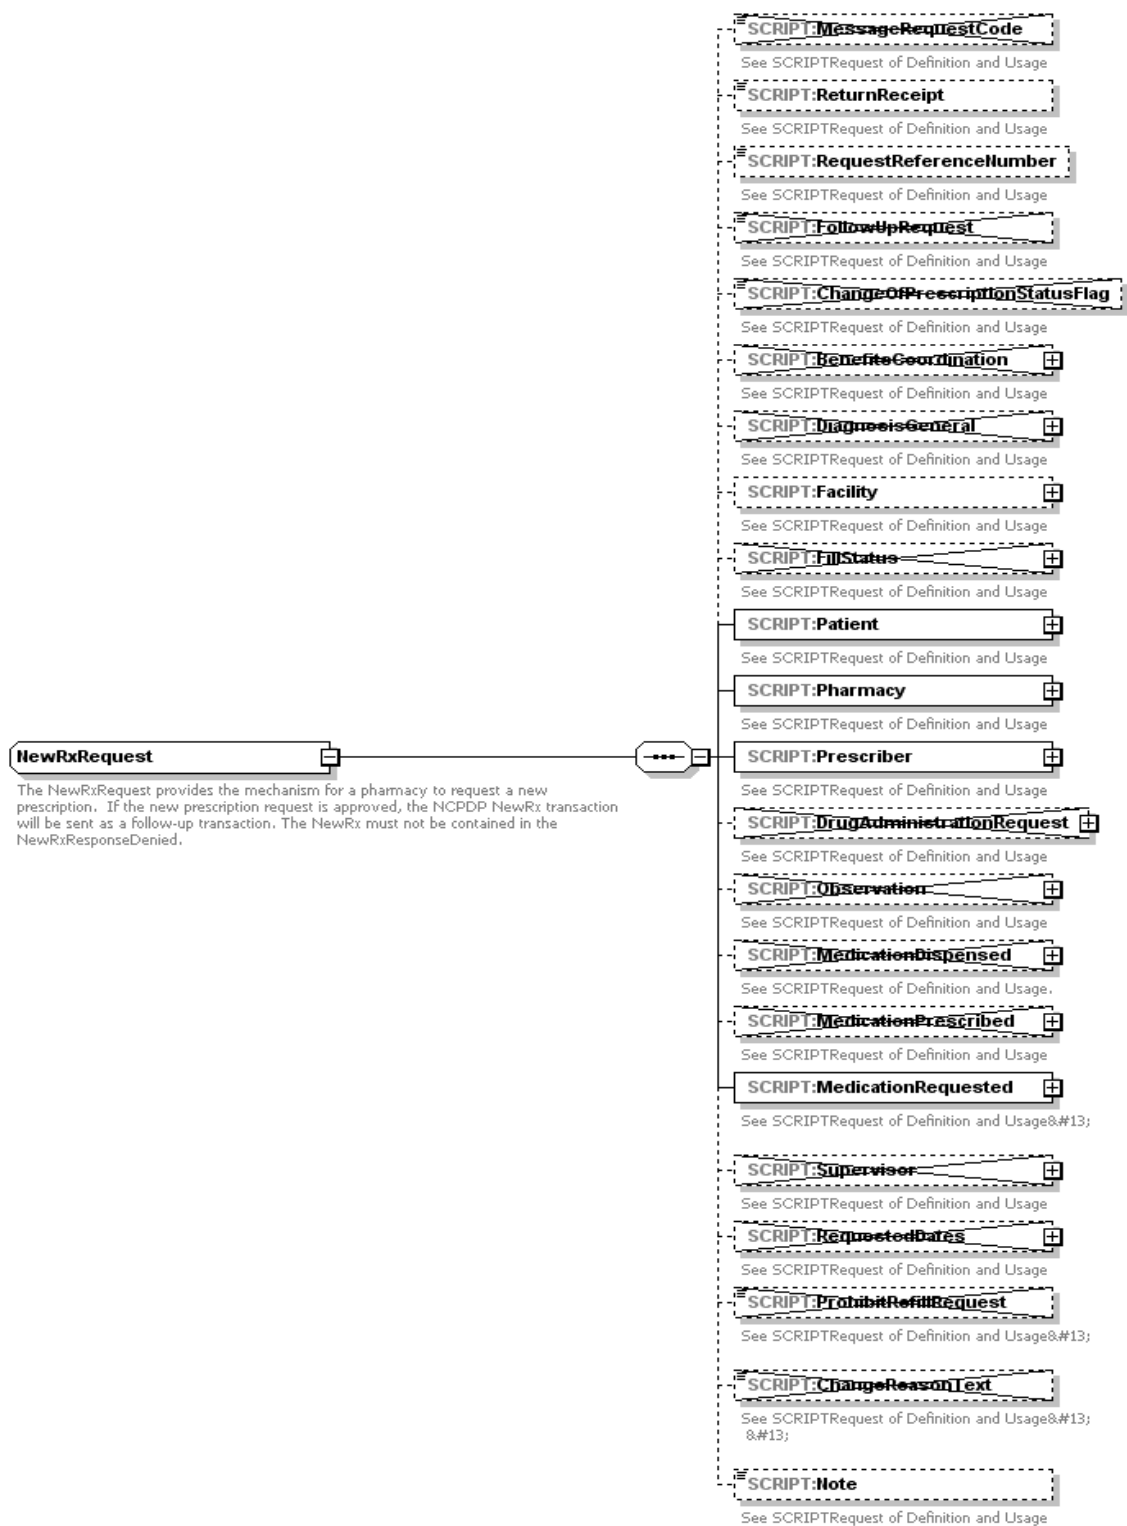 SCRIPT:MessageRequestCode
See SCRIPTRequest of Definition and Usage
SCRIPT:ReturnReceipt
See SCRIPTRequest of Definition and Usage
SCRIPT:RequestReferenceNumber
See SCRIPTRequest of Definition and Usage
SCRIPT:FollowUpRequest
See SCRIPTRequest of Definition and Usage
SCRIPT:ChangeOfPrescriptionStatusFlag
See SCRIPTRequest of Definition and Usage
SCRIPT:BenefitsCoordination
See SCRIPTRequest of Definition and Usage
SCRIPT:DiagnosisGeneral
See SCRIPTRequest of Definition and Usage
SCRIPT:Facility
See SCRIPTRequest of Definition and Usage
SCRIPT:FillStatus
See SCRIPTRequest of Definition and Usage
SCRIPT:Patient
See SCRIPTRequest of Definition and Usage
SCRIPT:Pharmacy
See SCRIPTRequest of Definition and Usage
NewRxRequest
The NewRxRequest provides the mechanism for a pharmacy to request a new
prescription.  If the new prescription request is approved, the NCPDP NewRx transaction
will be sent as a follow-up transaction. The NewRx must not be contained in the
NewRxResponseDenied.
SCRIPT:Prescriber
See SCRIPTRequest of Definition and Usage
SCRIPT:DrugAdministrationRequest
See SCRIPTRequest of Definition and Usage
SCRIPT:Observation
See SCRIPTRequest of Definition and Usage
SCRIPT:MedicationDispensed
See SCRIPTRequest of Definition and Usage.
SCRIPT:MedicationPrescribed
See SCRIPTRequest of Definition and Usage
SCRIPT:MedicationRequested
See SCRIPTRequest of Definition and Usage&#13;
SCRIPT:Supervisor
See SCRIPTRequest of Definition and Usage
SCRIPT:RequestedDates
See SCRIPTRequest of Definition and Usage
SCRIPT:ProhibitRefillRequest
See SCRIPTRequest of Definition and Usage&#13;
SCRIPT:ChangeReasonText
See SCRIPTRequest of Definition and Usage&#13;
&#13;
SCRIPT:Note
See SCRIPTRequest of Definition and Usage